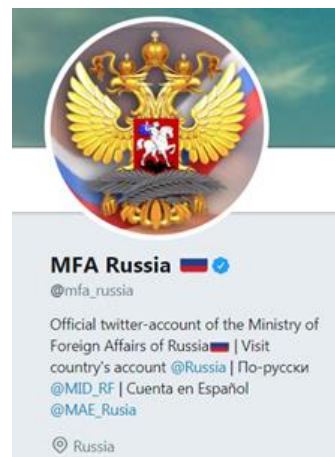 MFA Russia 🇷🇺
@mfa_russia
Official twitter-account of the Ministry of
Foreign Affairs of Russia🇷🇺 | Visit
country's account @Russia | По-русски
@MID_RF | Cuenta en Español
@MAE_Rusia
Russia